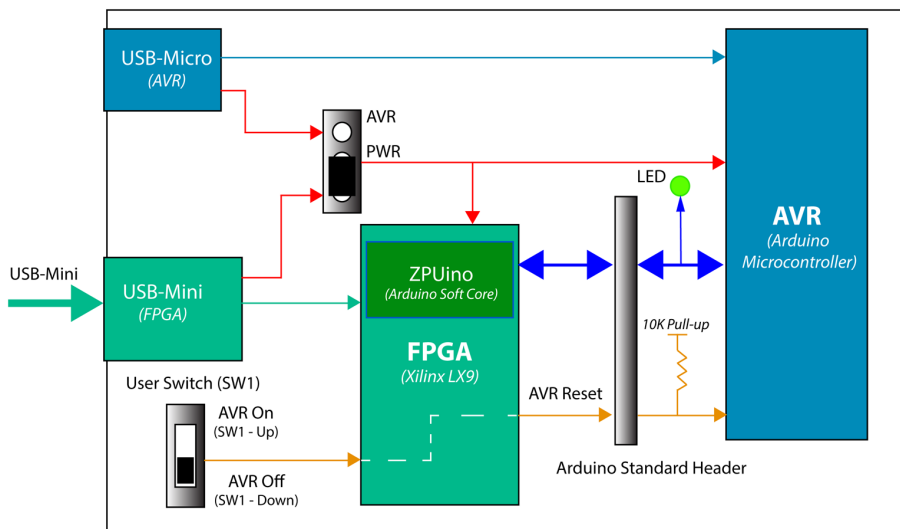 USB-Micro
(AVR)
AVR
PWR
LED
AVR
(Arduino
Microcontroller)
ZPUino
(Arduino Soft Core)
USB-Mini
USB-Mini
(FPGA)
10K Pull-up
FPGA
(Xilinx LX9)
User Switch (SW1)
AVR Reset
AVR On
(SW1 - Up)
Arduino Standard Header
AVR Off
(SW1 - Down)